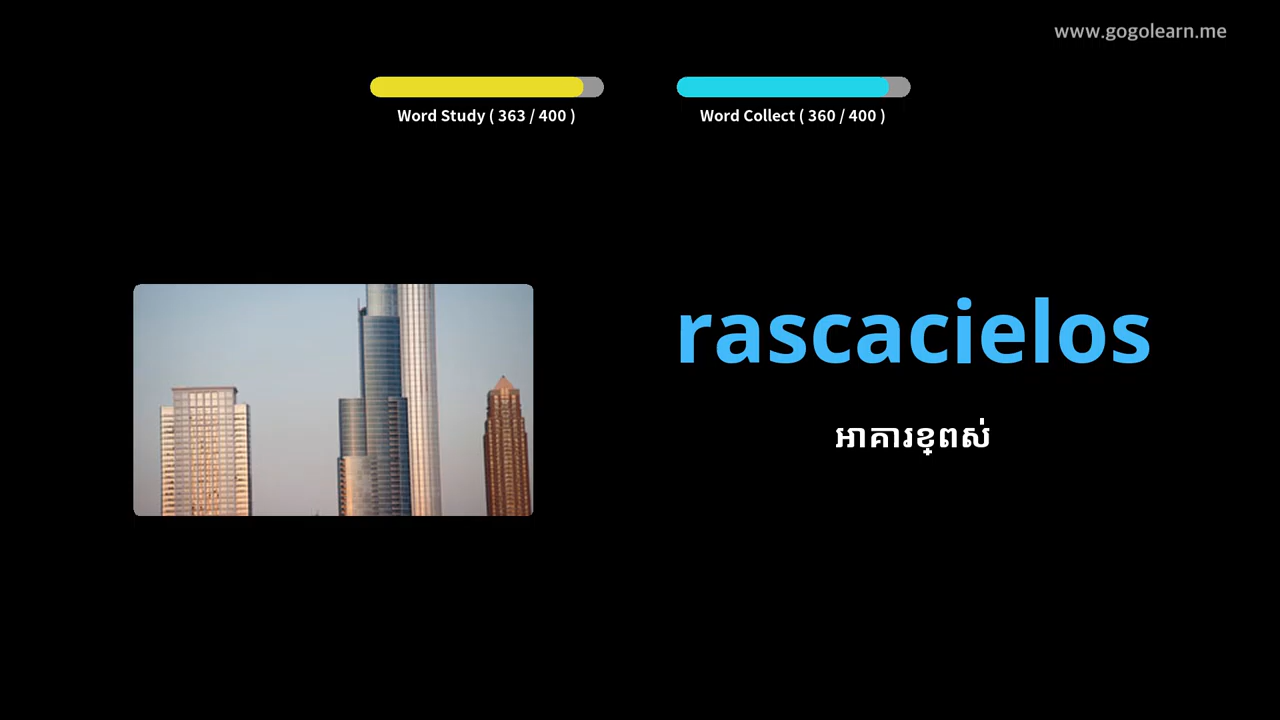 www.gogolearn.me
Word Study ( 363 / 400 )
Word Collect ( 360 / 400 )
rascacielos
អាគារខ្ពស់